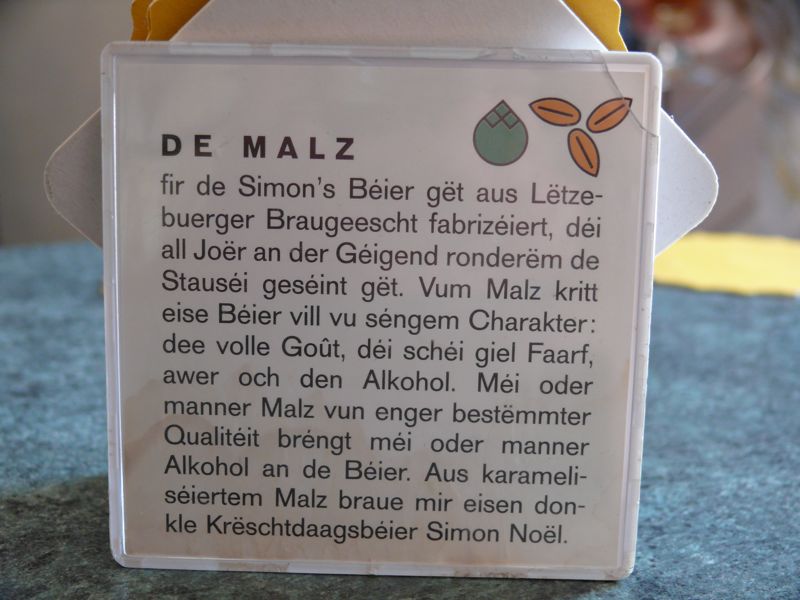 DE MALZ
fir de Simon's Béier gët aus Lëtze-
buerger Braugeescht fabrizéiert, déi
all Joër an der Géigend ronderëm de
Stauséi geséint gët. Vum Malz kritt
eise Béier vill vu séngem Charakter:
dee volle Goût, déi schéi giel Faarf,
awer och den Alkohol. Méi oder
manner Malz vun enger bestëmmter
Qualitéit bréngt méi oder manner
Alkohol an de Béier. Aus karameli-
séiertem Malz braue mir eisen don-
kle Krëschtdaagsbéier Simon Noël.